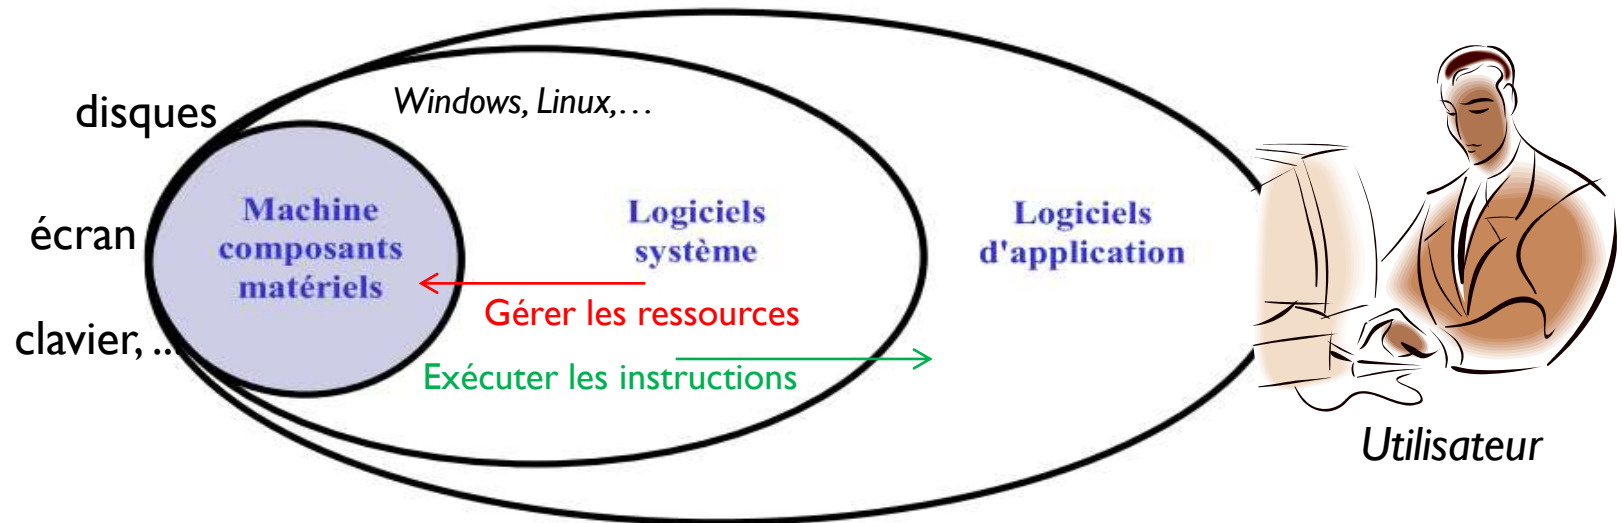 disques
écran
clavier, ...
Windows, Linux,...
Machine
composants
matériels
Logiciels
système
Gérer les ressources
Exécuter les instructions
Logiciels
d'application
Utilisateur